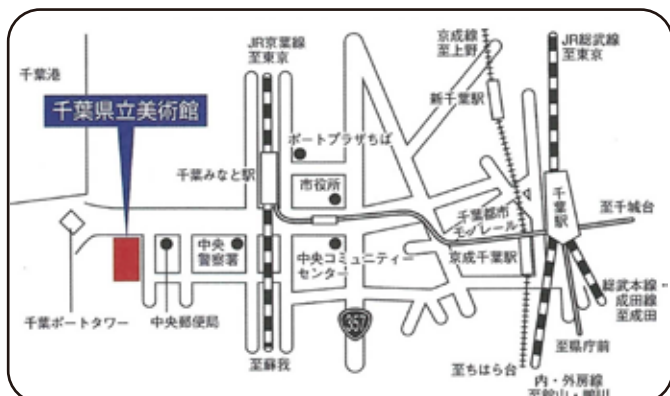 JR京葉線
至東京
京成線
至上野
JR総武線
至東京
千葉港
新千葉駅
千葉県立美術館
ポートプラザちば
千葉みなと駅
市役所
千葉都市
モノレール
千葉駅
至千城台
中央
警察署
中央コミュニティー
センター
京成千葉駅
総武本線・
成田線
至成田
千葉ポートタワー
中央郵便局
357
至県庁前
至蘇我
至ちはら台
内・外房線
至館山・鴨川